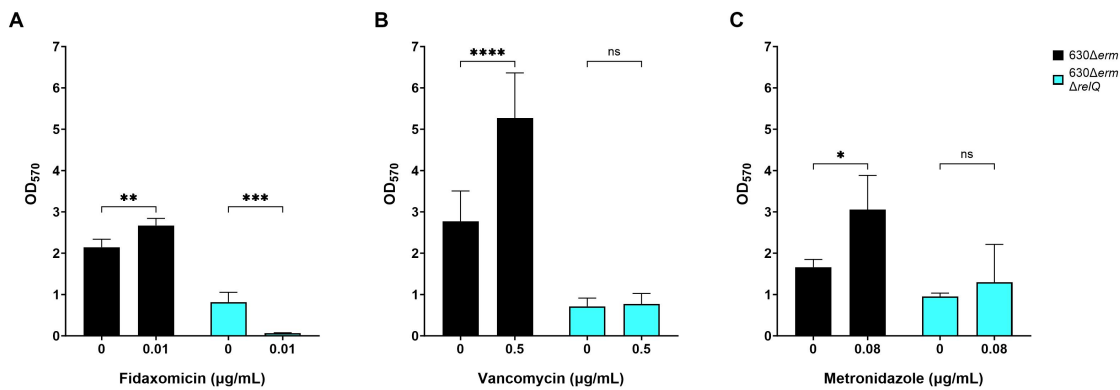 A
7
6
5
4
3
2
1
0
OD570
**
***
0
0.01
0
0.01
Fidaxomicin (µg/mL)
B
7
6
5
4
3
2
1
0
OD570
****
ns
0
0.5
0
0.5
Vancomycin (µg/mL)
C
7
6
5
4
3
2
1
0
OD570
*
ns
0
0.08
0
0.08
Metronidazole (µg/mL)
630Δerm
630Δerm
ΔrelQ